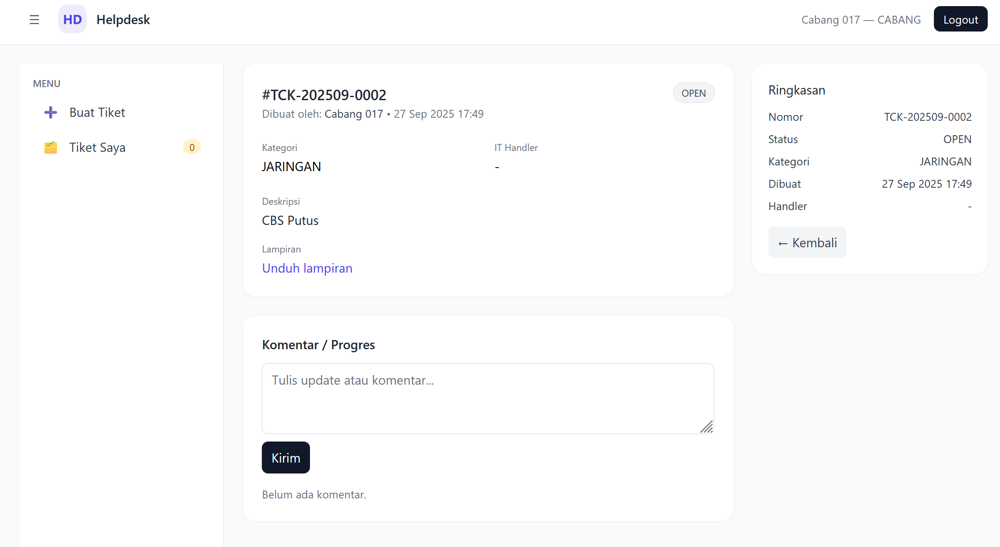 ☰ HD Helpdesk
Cabang 017 — CABANG
Logout
MENU
Buat Tiket
Tiket Saya 0
#TCK-202509-0002
OPEN
Dibuat oleh: Cabang 017 • 27 Sep 2025 17:49
Kategori
JARINGAN
IT Handler
-
Deskripsi
CBS Putus
Lampiran
Unduh lampiran
Komentar / Progres
Tulis update atau komentar...
Kirim
Belum ada komentar.
Ringkasan
Nomor TCK-202509-0002
Status OPEN
Kategori JARINGAN
Dibuat 27 Sep 2025 17:49
Handler -
← Kembali